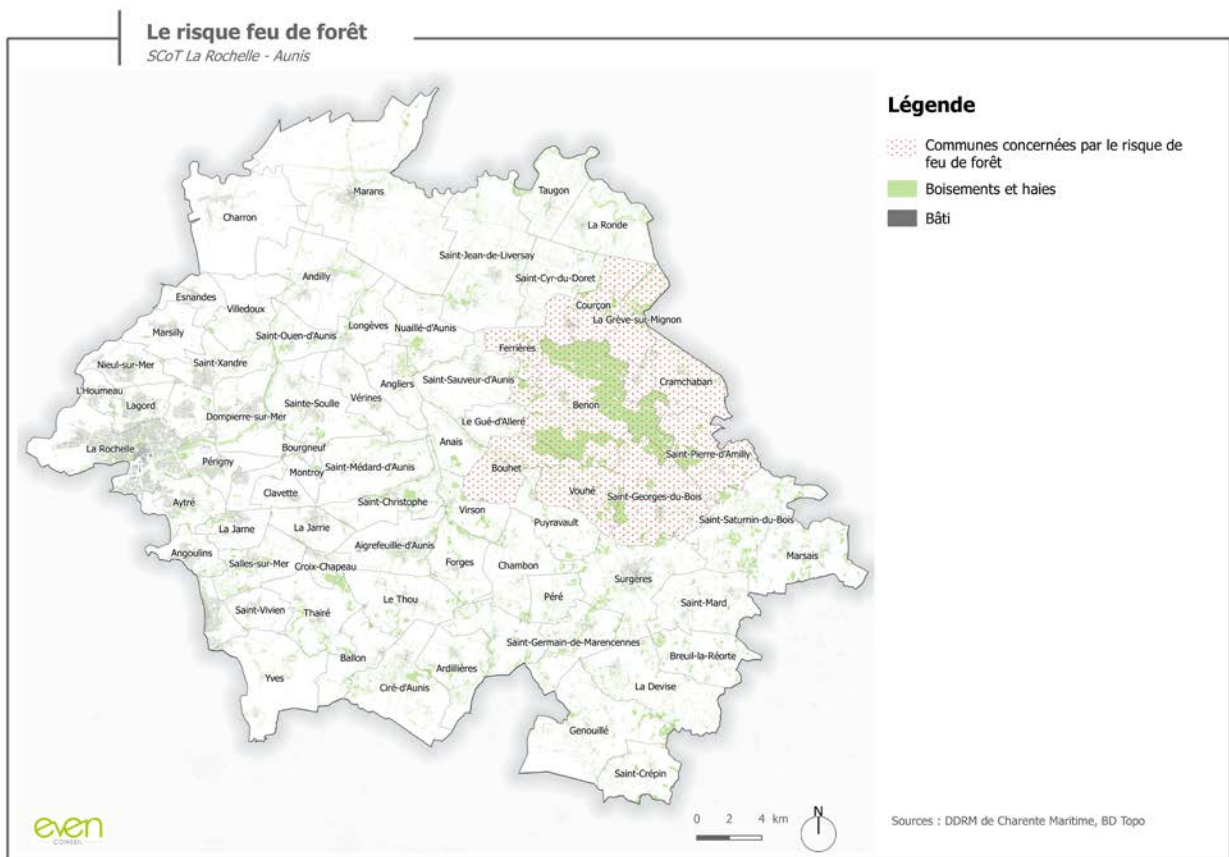 Le risque feu de forêt
SCoT La Rochelle - Aunis
Légende
Communes concernées par le risque de
feu de forêt
Boisements et haies
Bâti
Marans
Taugon
Charron
La Ronde
Saint-Jean-de-Liversay
Andilly
Saint-Cyr-du-Doret
Esnandes
Villedoux
Courçon
La Grève-sur-Mignon
Marsilly
Saint-Ouen-d'Aunis
Longèves
Nuaillé-d'Aunis
Ferrières
Nieul-sur-Mer
Saint-Xandre
Angliers
Saint-Sauveur-d'Aunis
Cramchaban
L'Houmeau
Lagord
Dompierre-sur-Mer
Sainte-Soulle
Vérines
Benon
Le Gué-d'Alleré
La Rochelle
Périgny
Bourgneuf
Anais
Saint-Pierre-d'Amilly
Montroy
Saint-Médard-d'Aunis
Bouhet
Aytré
Clavette
Saint-Christophe
Vouhé
Saint-Georges-du-Bois
Virson
La Jarne
La Jarrie
Puyravault
Saint-Saturnin-du-Bois
Angoulins
Aigrefeuille-d'Aunis
Marsais
Salles-sur-Mer
Croix-Chapeau
Forges
Chambon
Surgères
Saint-Vivien
Thairé
Le Thou
Péré
Saint-Mard
Saint-Germain-de-Marencennes
Ballon
Ardillières
Breuil-la-Réorte
Yves
Ciré-d'Aunis
La Devise
Genouillé
Saint-Crépin
even
CONSEIL
0 2 4 km
N
Sources : DDRM de Charente Maritime, BD Topo